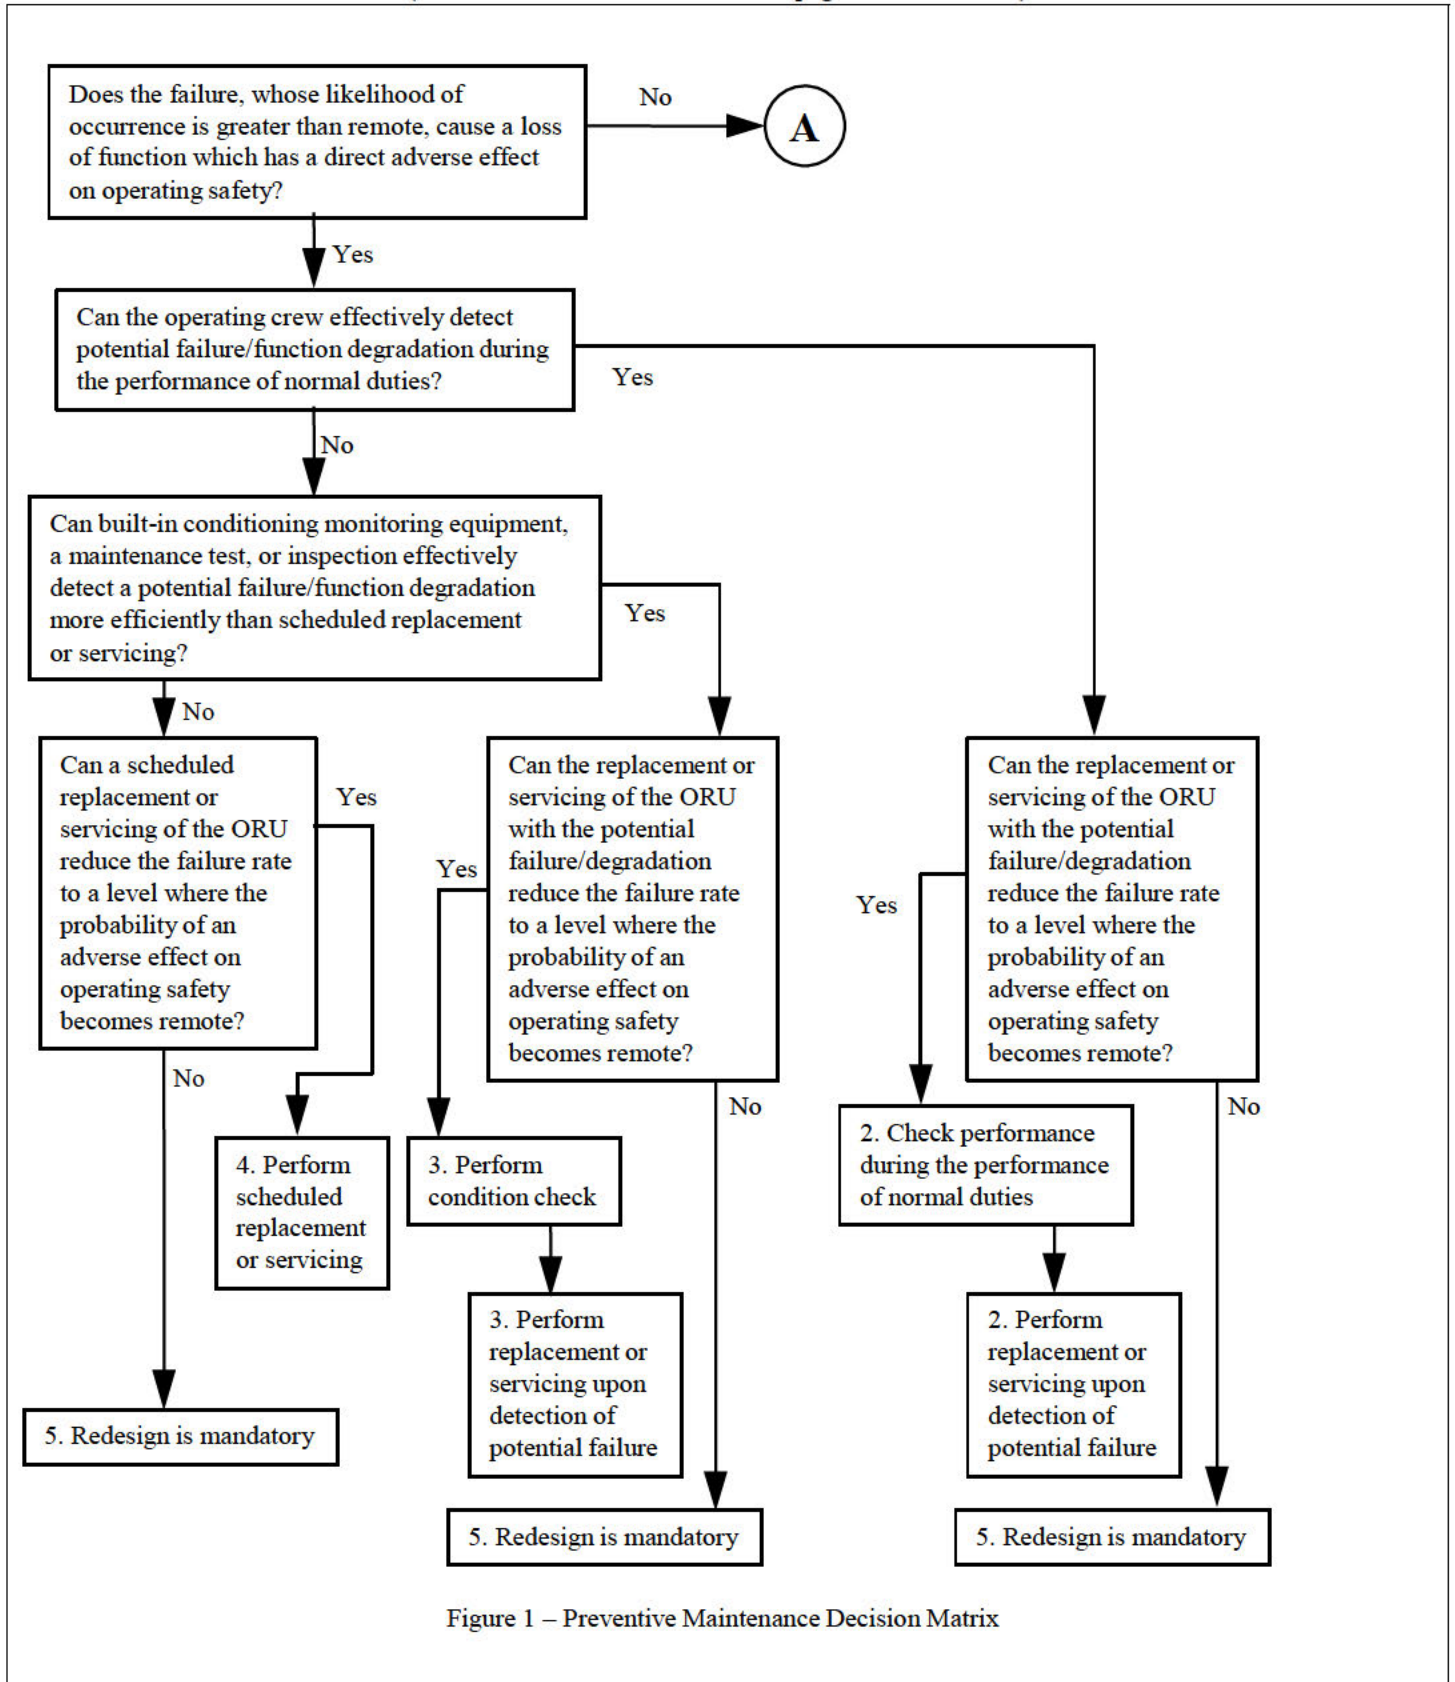 Does the failure, whose likelihood of
occurrence is greater than remote, cause a loss
of function which has a direct adverse effect
on operating safety?
No
A
Yes
Can the operating crew effectively detect
potential failure/function degradation during
the performance of normal duties?
Yes
No
Can built-in conditioning monitoring equipment,
a maintenance test, or inspection effectively
detect a potential failure/function degradation
more efficiently than scheduled replacement
or servicing?
Yes
No
Can a scheduled
replacement or
servicing of the ORU
reduce the failure rate
to a level where the
probability of an
adverse effect on
operating safety
becomes remote?
Yes
No
Can the replacement or
servicing of the ORU
with the potential
failure/degradation
reduce the failure rate
to a level where the
probability of an
adverse effect on
operating safety
becomes remote?
Yes
No
Can the replacement or
servicing of the ORU
with the potential
failure/degradation
reduce the failure rate
to a level where the
probability of an
adverse effect on
operating safety
becomes remote?
Yes
No
4. Perform
scheduled
replacement
or servicing
3. Perform
condition check
2. Check performance
during the performance
of normal duties
3. Perform
replacement or
servicing upon
detection of
potential failure
2. Perform
replacement or
servicing upon
detection of
potential failure
5. Redesign is mandatory
5. Redesign is mandatory
5. Redesign is mandatory
Figure 1 – Preventive Maintenance Decision Matrix